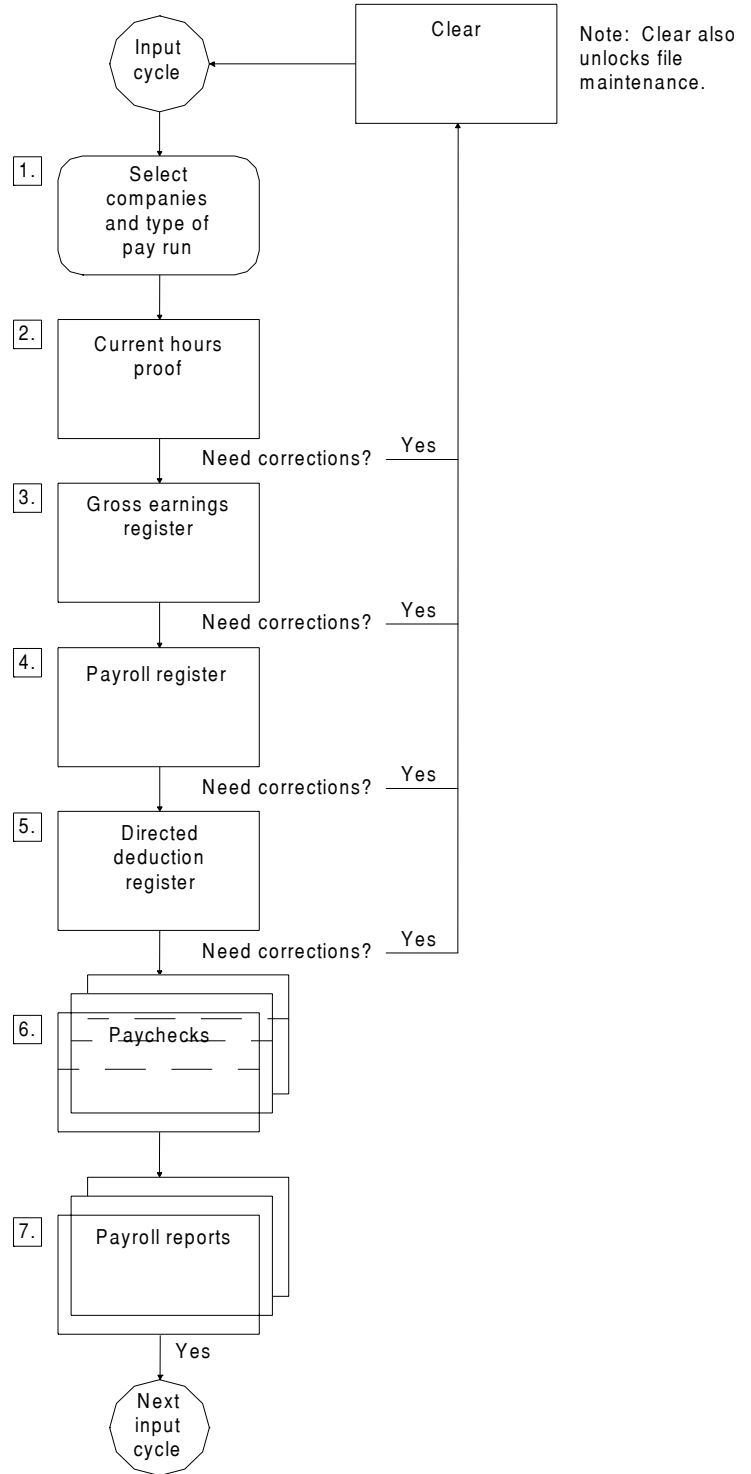 Input
cycle
Clear
Note: Clear also
unlocks file
maintenance.
1.
Select
companies
and type of
pay run
2.
Current hours
proof
Need corrections?
Yes
3.
Gross earnings
register
Need corrections?
Yes
4.
Payroll register
Need corrections?
Yes
5.
Directed
deduction
register
Need corrections?
Yes
6.
Paychecks
7.
Payroll reports
Yes
Next
input
cycle